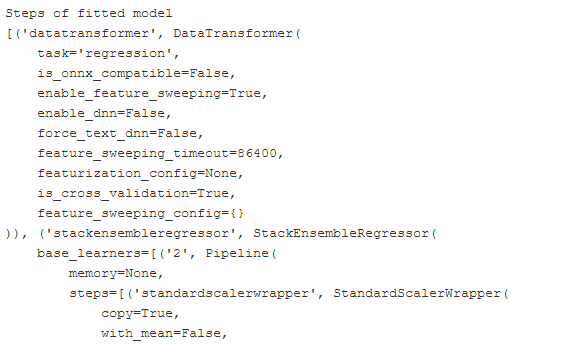 Steps of fitted model
[('datatransformer', DataTransformer(
    task='regression',
    is_onnx_compatible=False,
    enable_feature_sweeping=True,
    enable_dnn=False,
    force_text_dnn=False,
    feature_sweeping_timeout=86400,
    featurization_config=None,
    is_cross_validation=True,
    feature_sweeping_config={}
)), ('stackensembleregressor', StackEnsembleRegressor(
    base_learners=[('2', Pipeline(
        memory=None,
        steps=[('standardscalerwrapper', StandardScalerWrapper(
            copy=True,
            with_mean=False,